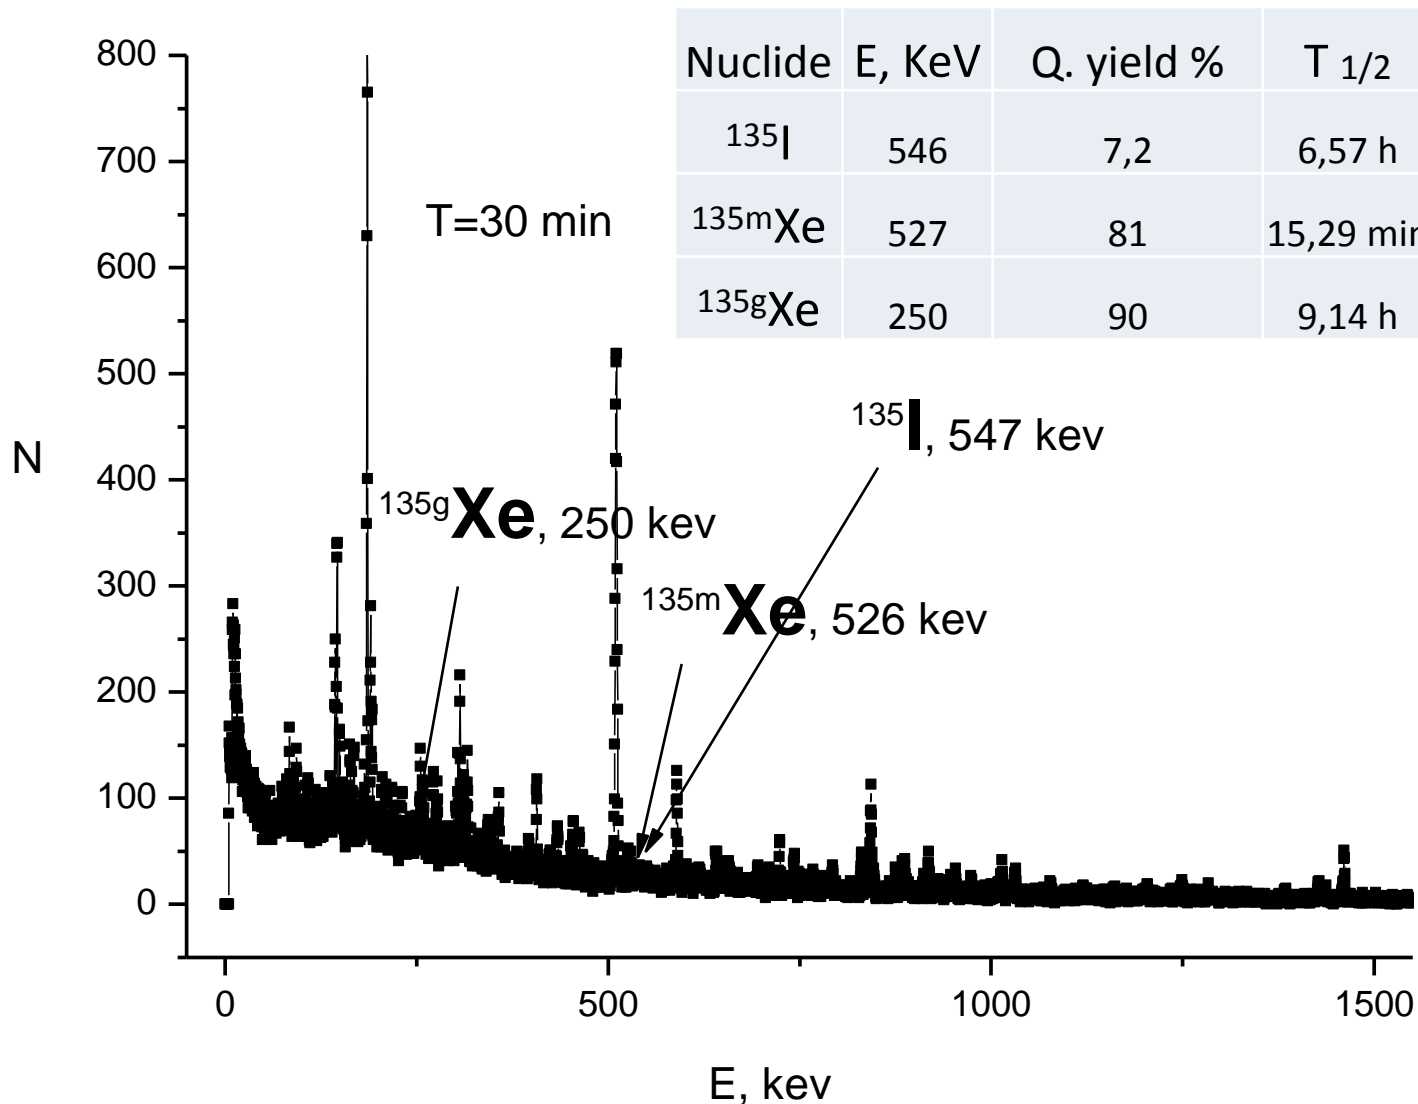 Nuclide E, KeV Q. yield % T 1/2
135I 546 7,2 6,57 h
135mXe 527 81 15,29 min
135gXe 250 90 9,14 h
T=30 min
135I, 547 kev
135gXe, 250 kev
135mXe, 526 kev
N
800
700
600
500
400
300
200
100
0
0 500 1000 1500
E, kev